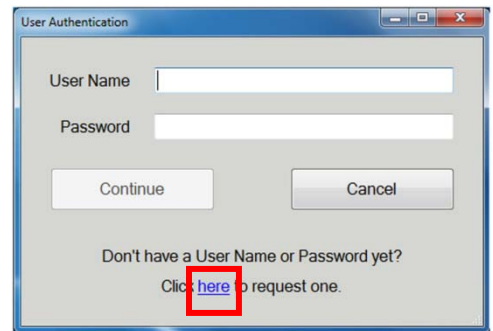 User Authentication
User Name
Password
Continue Cancel
Don't have a User Name or Password yet?
Click here to request one.